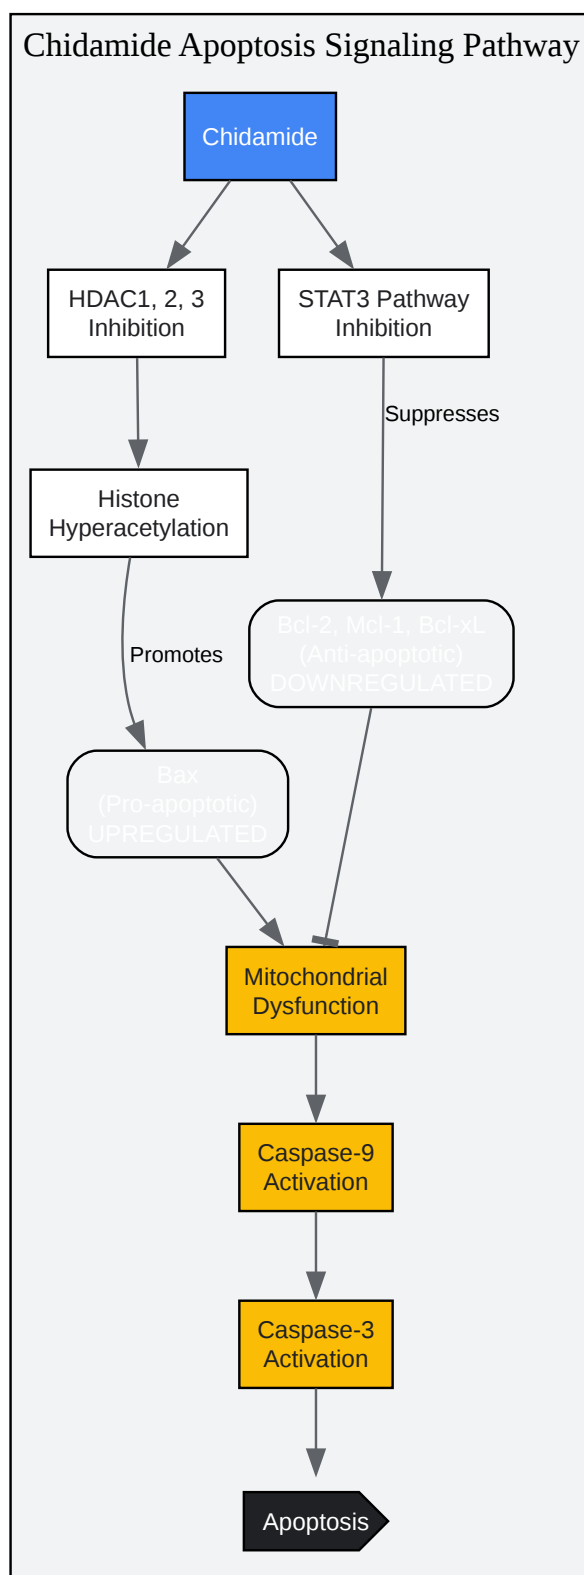 Chidamide Apoptosis Signaling Pathway
Chidamide
HDAC1, 2, 3
Inhibition
STAT3 Pathway
Inhibition
Suppresses
Histone
Hyperacetylation
Promotes
Bcl-2, Mcl-1, Bcl-xL
(Anti-apoptotic)
DOWNREGULATED
Bax
(Pro-apoptotic)
UPREGULATED
Mitochondrial
Dysfunction
Caspase-9
Activation
Caspase-3
Activation
Apoptosis